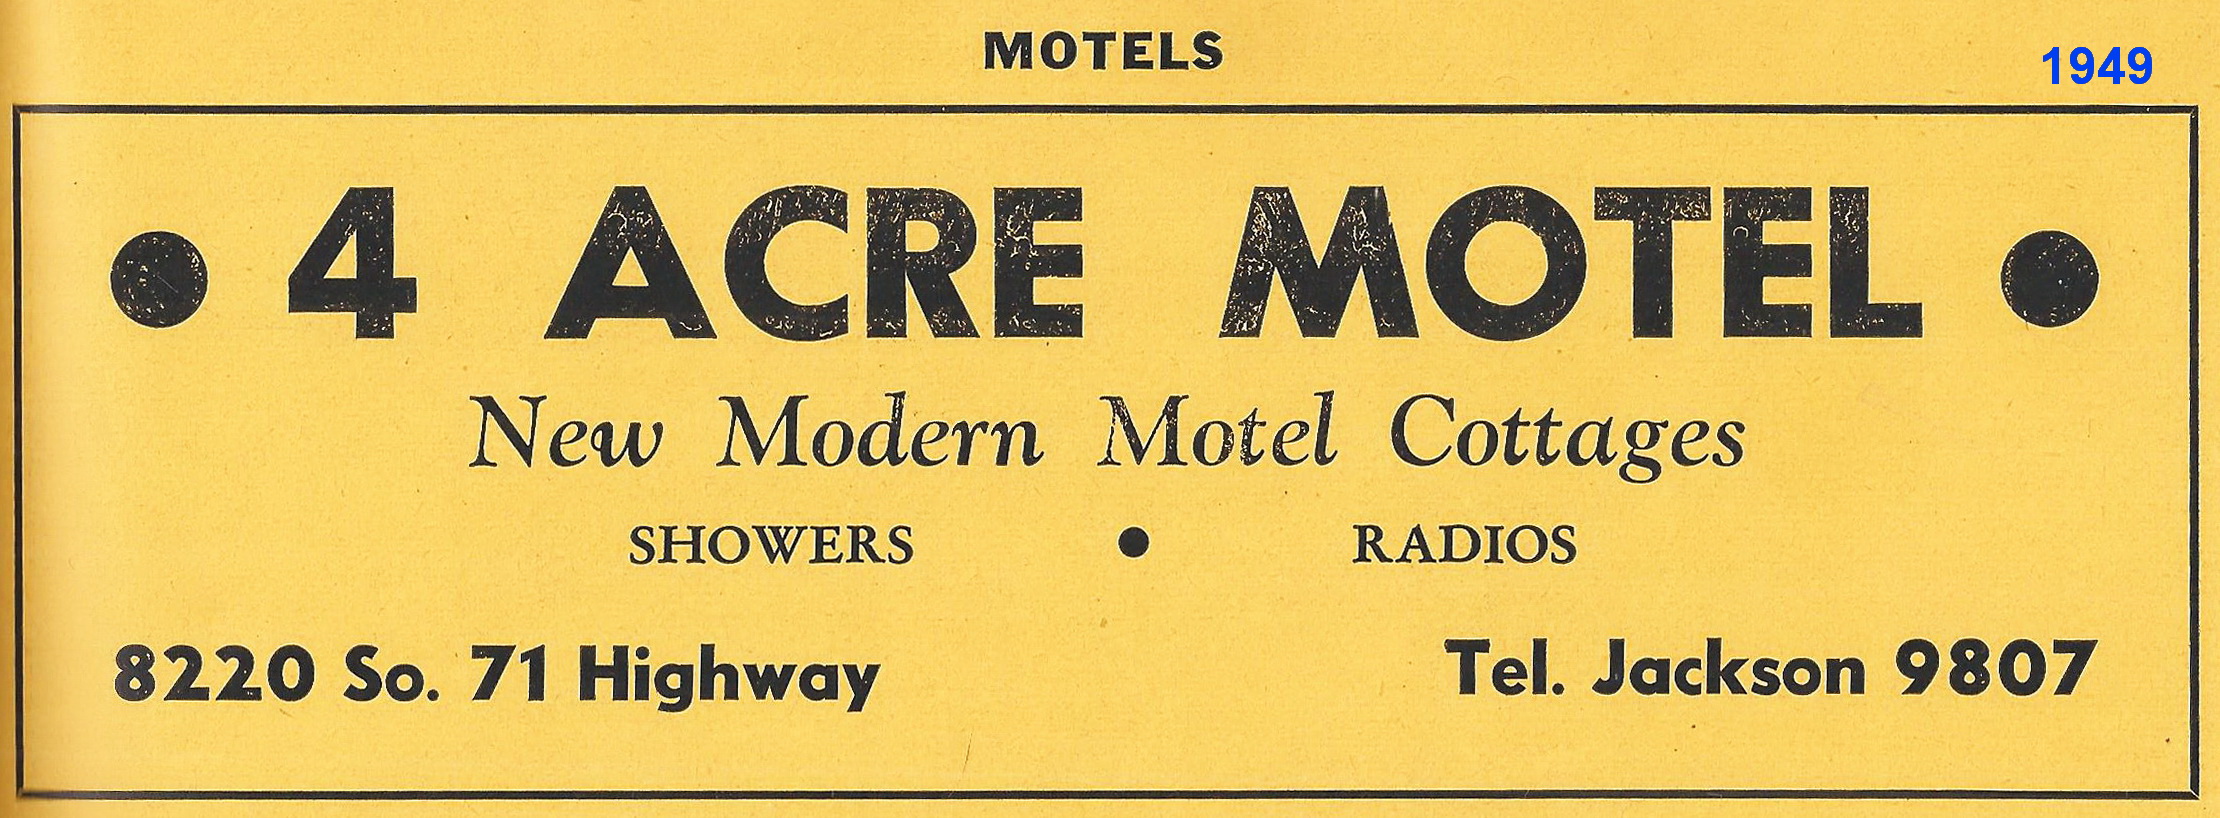 MOTELS
1949
• 4 ACRE MOTEL •
New Modern Motel Cottages
SHOWERS • RADIOS
8220 So. 71 Highway
Tel. Jackson 9807